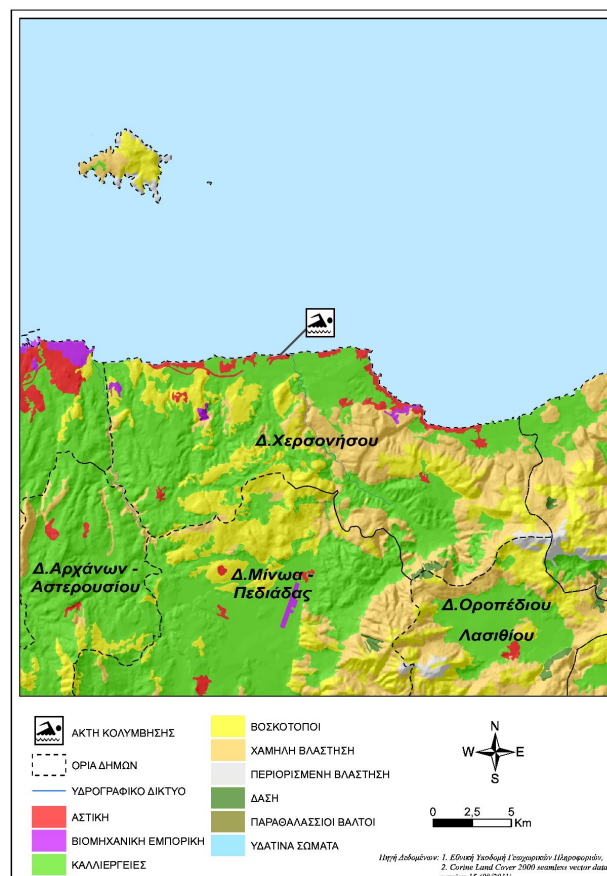 Δ.Χερσονήσου
Δ.Αρχάνων -
Αστερουσίου
Δ.Μίνωα -
Πεδιάδας
Δ.Οροπέδιου
Λασιθίου
ΑΚΤΗ ΚΟΛΥΜΒΗΣΗΣ
ΟΡΙΑ ΔΗΜΩΝ
ΥΔΡΟΓΡΑΦΙΚΟ ΔΙΚΤΥΟ
ΑΣΤΙΚΗ
ΒΙΟΜΗΧΑΝΙΚΗ ΕΜΠΟΡΙΚΗ
ΚΑΛΛΙΕΡΓΕΙΕΣ
ΒΟΣΚΟΤΟΠΟΙ
ΧΑΜΗΛΗ ΒΛΑΣΤΗΣΗ
ΠΕΡΙΟΡΙΣΜΕΝΗ ΒΛΑΣΤΗΣΗ
ΔΑΣΗ
ΠΑΡΑΘΑΛΑΣΣΙΟΙ ΒΑΛΤΟΙ
ΥΔΑΤΙΝΑ ΣΩΜΑΤΑ
N
W E
S
0 2,5 5
Km
Πηγή Δεδομένων: 1. Εθνική Υποδομή Γεωχωρικών Πληροφοριών,
2. Corine Land Cover 2000 seamless vector data